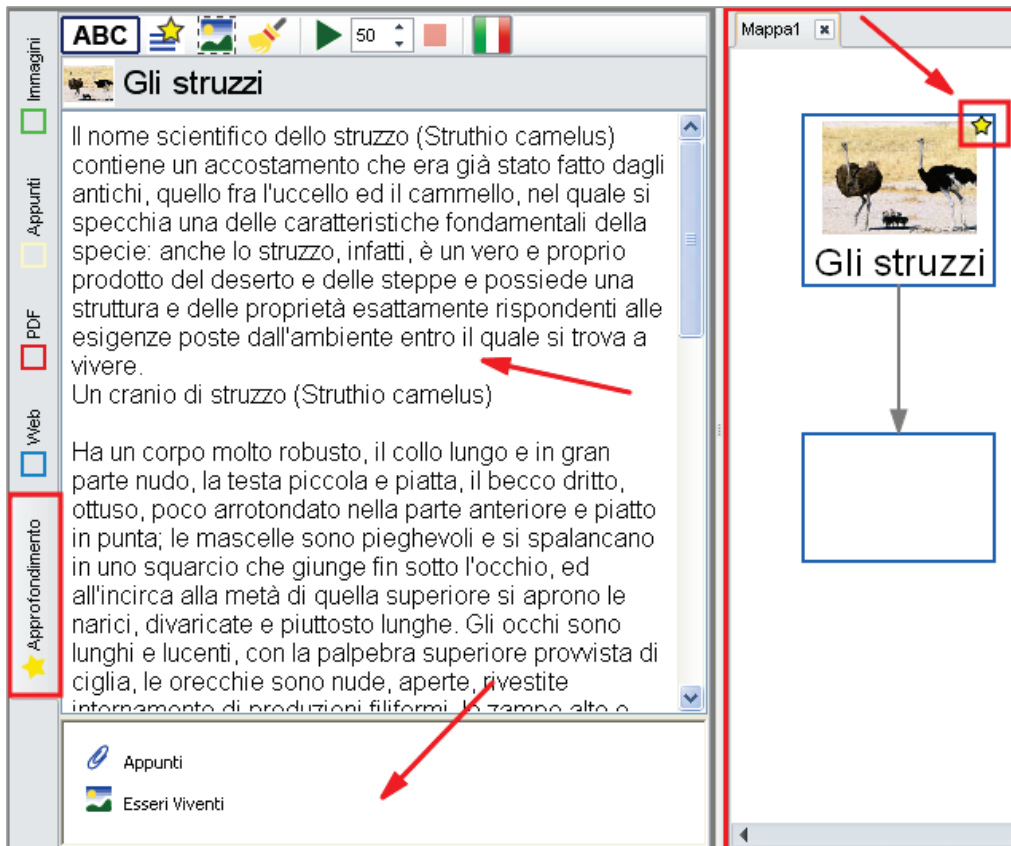 ABC
50
Mappa1
Immagini
Appunti
PDF
Web
Approfondimento
Gli struzzi
Il nome scientifico dello struzzo (Struthio camelus)
contiene un accostamento che era già stato fatto dagli
antichi, quello fra l'uccello ed il cammello, nel quale si
specchia una delle caratteristiche fondamentali della
specie: anche lo struzzo, infatti, è un vero e proprio
prodotto del deserto e delle steppe e possiede una
struttura e delle proprietà esattamente rispondenti alle
esigenze poste dall'ambiente entro il quale si trova a
vivere.
Un cranio di struzzo (Struthio camelus)
Ha un corpo molto robusto, il collo lungo e in gran
parte nudo, la testa piccola e piatta, il becco dritto,
ottuso, poco arrotondato nella parte anteriore e piatto
in punta; le mascelle sono pieghevoli e si spalancano
in uno squarcio che giunge fin sotto l'occhio, ed
all'incirca alla metà di quella superiore si aprono le
narici, divaricate e piuttosto lunghe. Gli occhi sono
lunghi e lucenti, con la palpebra superiore provvista di
ciglia, le orecchie sono nude, aperte, rivestite
internamente di produzioni filiformi, le zampe alte e
Appunti
Esseri Viventi
Gli struzzi